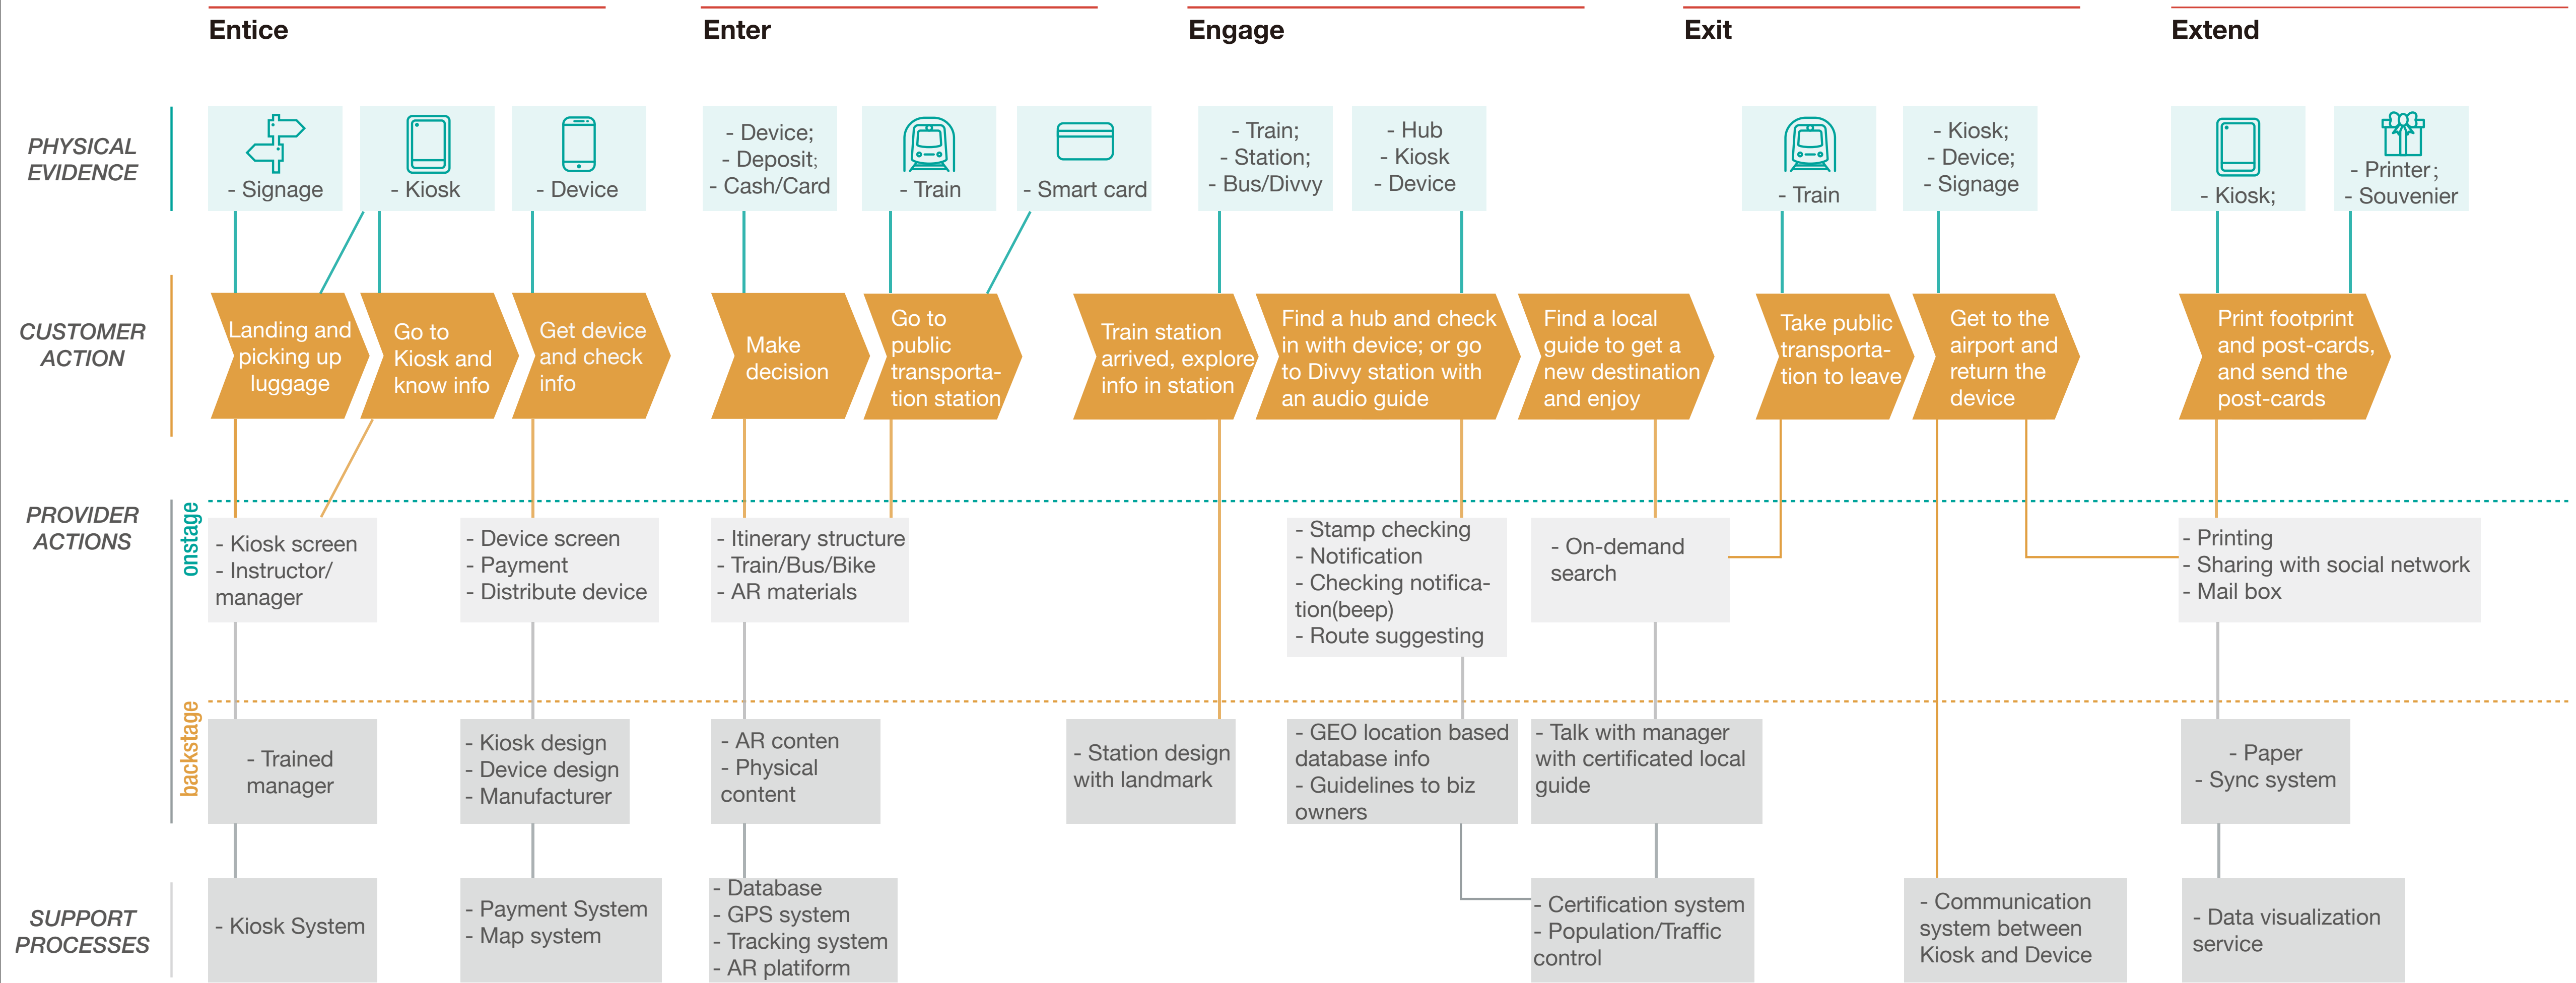 Entice
Enter
Engage
Exit
Extend
PHYSICAL
EVIDENCE
- Signage
- Kiosk
- Device
- Device;
- Deposit;
- Cash/Card
- Train
- Smart card
- Train;
- Station;
- Bus/Divvy
- Hub
- Kiosk
- Device
- Train
- Kiosk;
- Device;
- Signage
- Kiosk;
- Printer;
- Souvenier
CUSTOMER
ACTION
Landing and
picking up
luggage
Go to
Kiosk and
know info
Get device
and check
info
Make
decision
Go to
public
transporta-
tion station
Train station
arrived, explore
info in station
Find a hub and check
in with device; or go
to Divvy station with
an audio guide
Find a local
guide to get a
new destination
and enjoy
Take public
transporta-
tion to leave
Get to the
airport and
return the
device
Print footprint
and post-cards,
and send the
post-cards
PROVIDER
ACTIONS
onstage
- Kiosk screen
- Instructor/
manager
- Device screen
- Payment
- Distribute device
- Itinerary structure
- Train/Bus/Bike
- AR materials
- Stamp checking
- Notification
- Checking notifica-
tion(beep)
- Route suggesting
- On-demand
search
- Printing
- Sharing with social network
- Mail box
backstage
- Trained
manager
- Kiosk design
- Device design
- Manufacturer
- AR conten
- Physical
content
- Station design
with landmark
- GEO location based
database info
- Guidelines to biz
owners
- Talk with manager
with certificated local
guide
- Paper
- Sync system
SUPPORT
PROCESSES
- Kiosk System
- Payment System
- Map system
- Database
- GPS system
- Tracking system
- AR platiform
- Certification system
- Population/Traffic
control
- Communication
system between
Kiosk and Device
- Data visualization
service